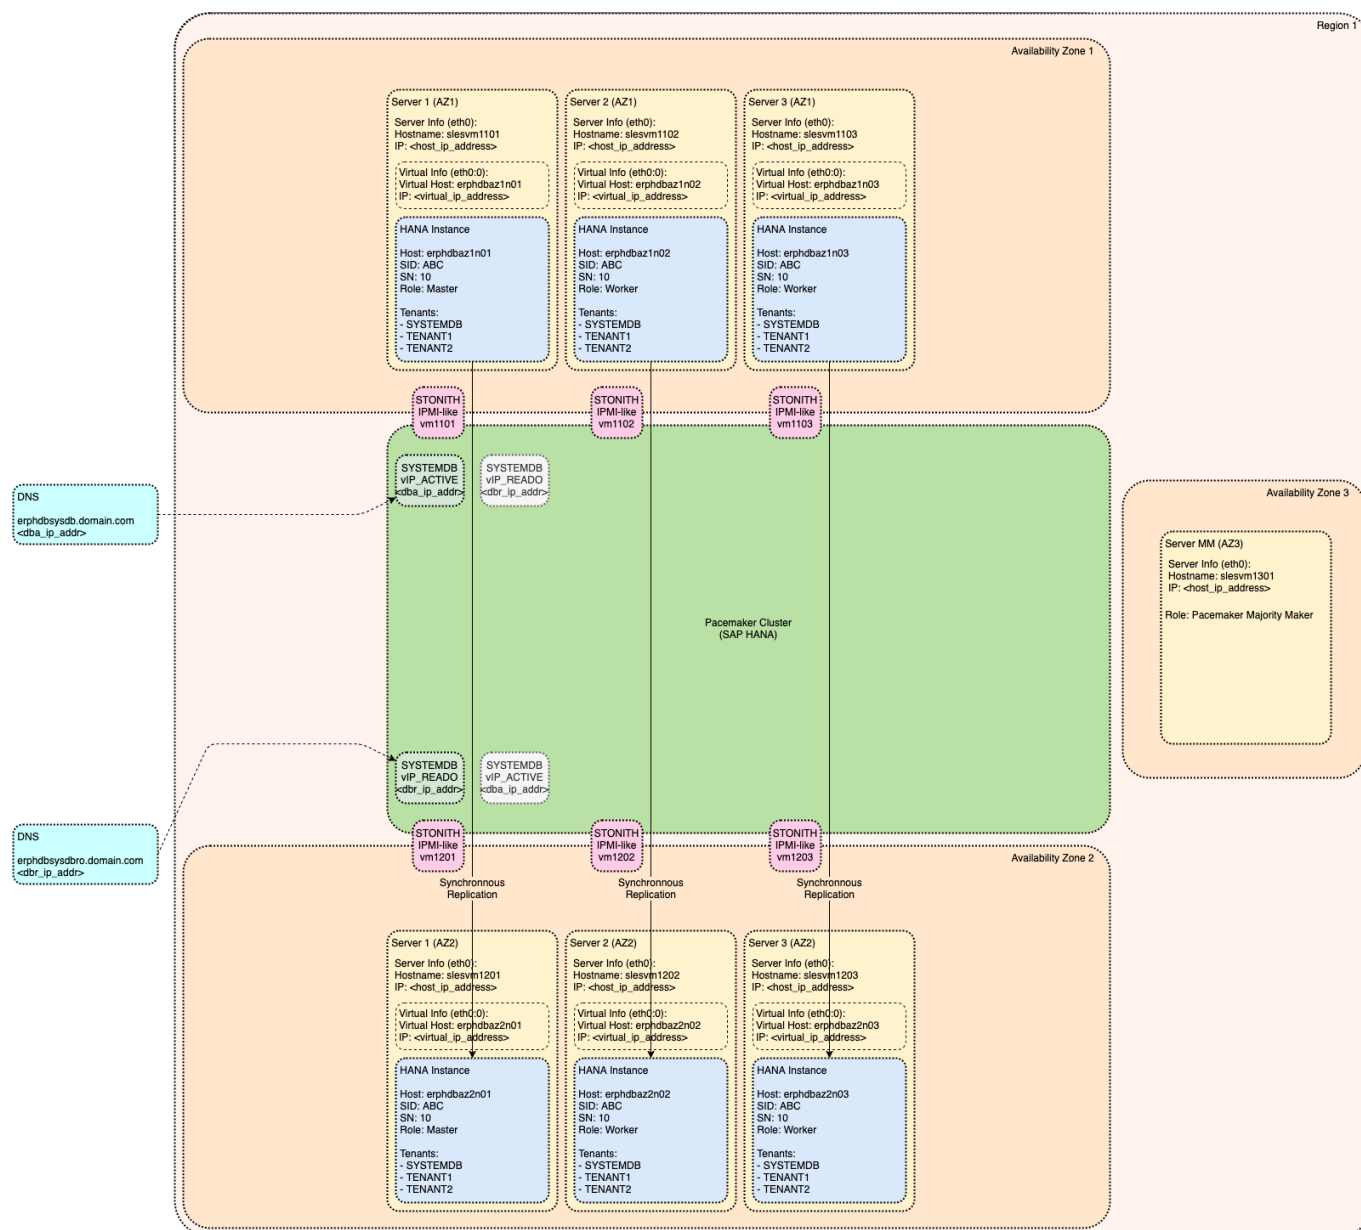 Region 1
Availability Zone 1
Server 1 (AZ1)
Server Info (eth0):
Hostname: slesvm1101
IP: <host_ip_address>
Virtual Info (eth0:0):
Virtual Host: erphdbaz1n01
IP: <virtual_ip_address>
HANA Instance
Host: erphdbaz1n01
SID: ABC
SN: 10
Role: Master
Tenants:
- SYSTEMDB
- TENANT1
- TENANT2
Server 2 (AZ1)
Server Info (eth0):
Hostname: slesvm1102
IP: <host_ip_address>
Virtual Info (eth0:0):
Virtual Host: erphdbaz1n02
IP: <virtual_ip_address>
HANA Instance
Host: erphdbaz1n02
SID: ABC
SN: 10
Role: Worker
Tenants:
- SYSTEMDB
- TENANT1
- TENANT2
Server 3 (AZ1)
Server Info (eth0):
Hostname: slesvm1103
IP: <host_ip_address>
Virtual Info (eth0:0):
Virtual Host: erphdbaz1n03
IP: <virtual_ip_address>
HANA Instance
Host: erphdbaz1n03
SID: ABC
SN: 10
Role: Worker
Tenants:
- SYSTEMDB
- TENANT1
- TENANT2
STONITH
IPMI-like
vm1101
STONITH
IPMI-like
vm1102
STONITH
IPMI-like
vm1103
SYSTEMDB
vIP_ACTIVE
<dba_ip_addr>
SYSTEMDB
vIP_READO
<dbr_ip_addr>
DNS
erphdbsysdb.domain.com
<dba_ip_addr>
Availability Zone 3
Server MM (AZ3)
Server Info (eth0):
Hostname: slesvm1301
IP: <host_ip_address>
Role: Pacemaker Majority Maker
Pacemaker Cluster
(SAP HANA)
SYSTEMDB
vIP_READO
<dbr_ip_addr>
SYSTEMDB
vIP_ACTIVE
<dba_ip_addr>
DNS
erphdbsysdbro.domain.com
<dbr_ip_addr>
STONITH
IPMI-like
vm1201
STONITH
IPMI-like
vm1202
STONITH
IPMI-like
vm1203
Availability Zone 2
Synchronnous
Replication
Synchronnous
Replication
Synchronnous
Replication
Server 1 (AZ2)
Server Info (eth0):
Hostname: slesvm1201
IP: <host_ip_address>
Virtual Info (eth0:0):
Virtual Host: erphdbaz2n01
IP: <virtual_ip_address>
HANA Instance
Host: erphdbaz2n01
SID: ABC
SN: 10
Role: Master
Tenants:
- SYSTEMDB
- TENANT1
- TENANT2
Server 2 (AZ2)
Server Info (eth0):
Hostname: slesvm1202
IP: <host_ip_address>
Virtual Info (eth0:0):
Virtual Host: erphdbaz2n02
IP: <virtual_ip_address>
HANA Instance
Host: erphdbaz2n02
SID: ABC
SN: 10
Role: Worker
Tenants:
- SYSTEMDB
- TENANT1
- TENANT2
Server 3 (AZ2)
Server Info (eth0):
Hostname: slesvm1203
IP: <host_ip_address>
Virtual Info (eth0:0):
Virtual Host: erphdbaz2n03
IP: <virtual_ip_address>
HANA Instance
Host: erphdbaz2n03
SID: ABC
SN: 10
Role: Worker
Tenants:
- SYSTEMDB
- TENANT1
- TENANT2